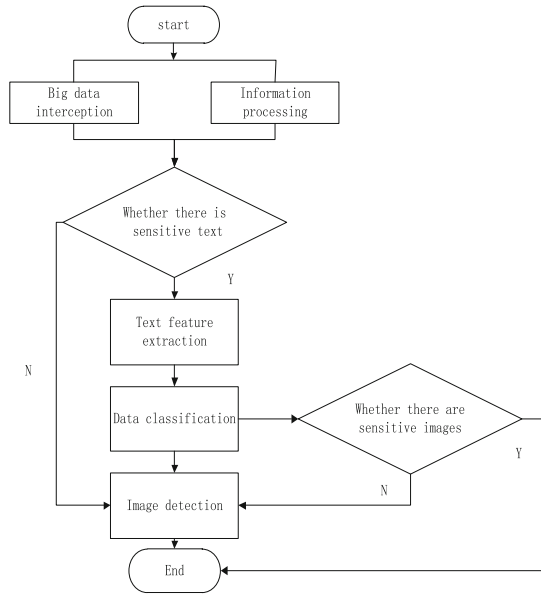 start
Big data
interception
Information
processing
Whether there is
sensitive text
Y
Text feature
extraction
N
Data classification
Whether there are
sensitive images
Y
N
Image detection
End